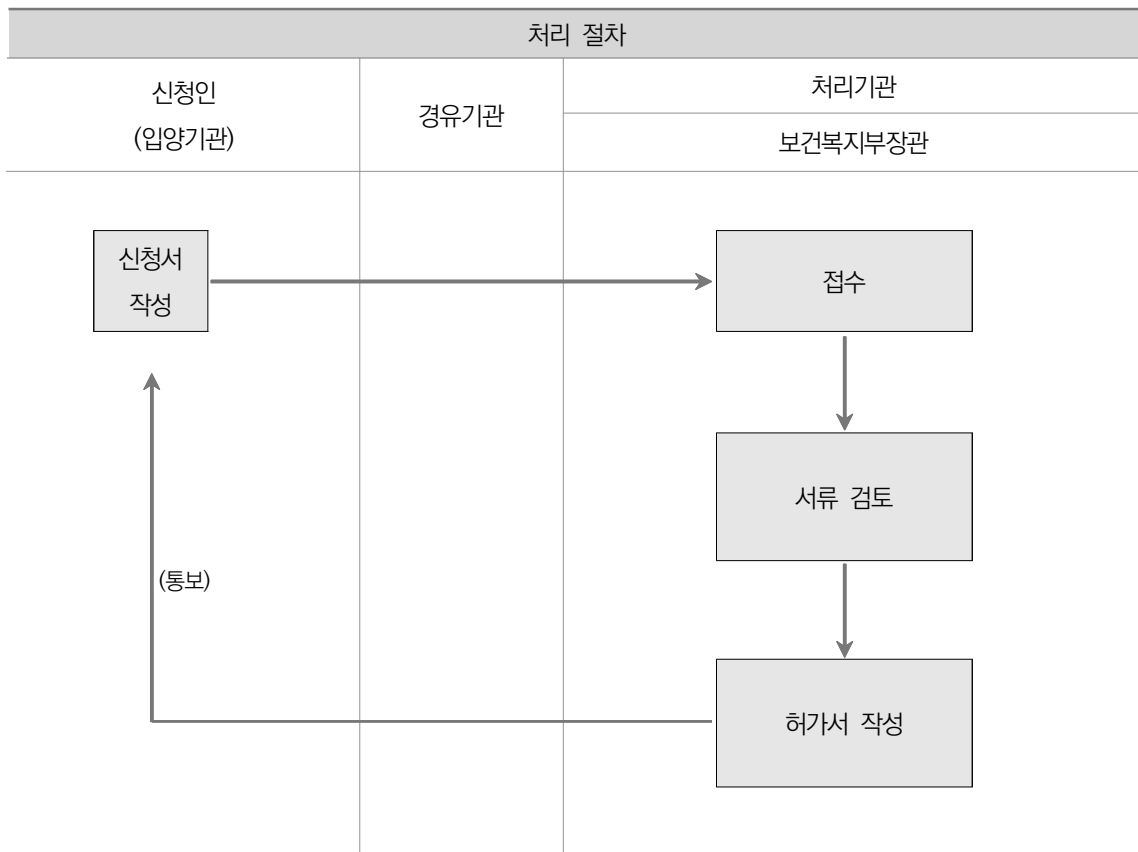 처리 절차
신청인
(입양기관)
경유기관
처리기관
보건복지부장관
신청서
작성
접수
서류 검토
(통보)
허가서 작성